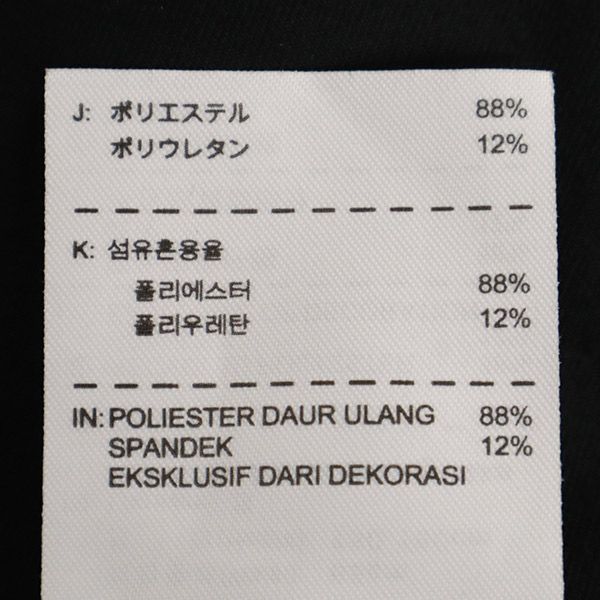 J: ポリエステル 88%
ポリウレタン 12%
K: 섬유혼용율
폴리에스터 88%
폴리우레탄 12%
IN: POLIESTER DAUR ULANG 88%
SPANDEK 12%
EKSKLUSIF DARI DEKORASI